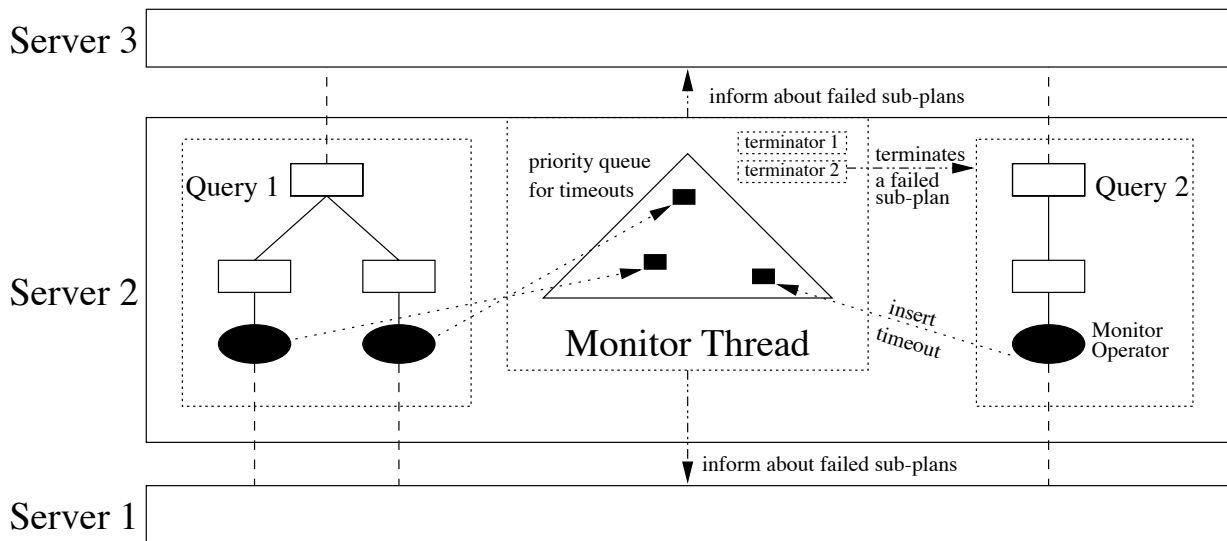 Server 3
inform about failed sub-plans
terminator 1
terminator 2
priority queue
for timeouts
terminates
a failed
sub-plan
Query 1
Query 2
Server 2
insert
timeout
Monitor
Operator
Monitor Thread
inform about failed sub-plans
Server 1